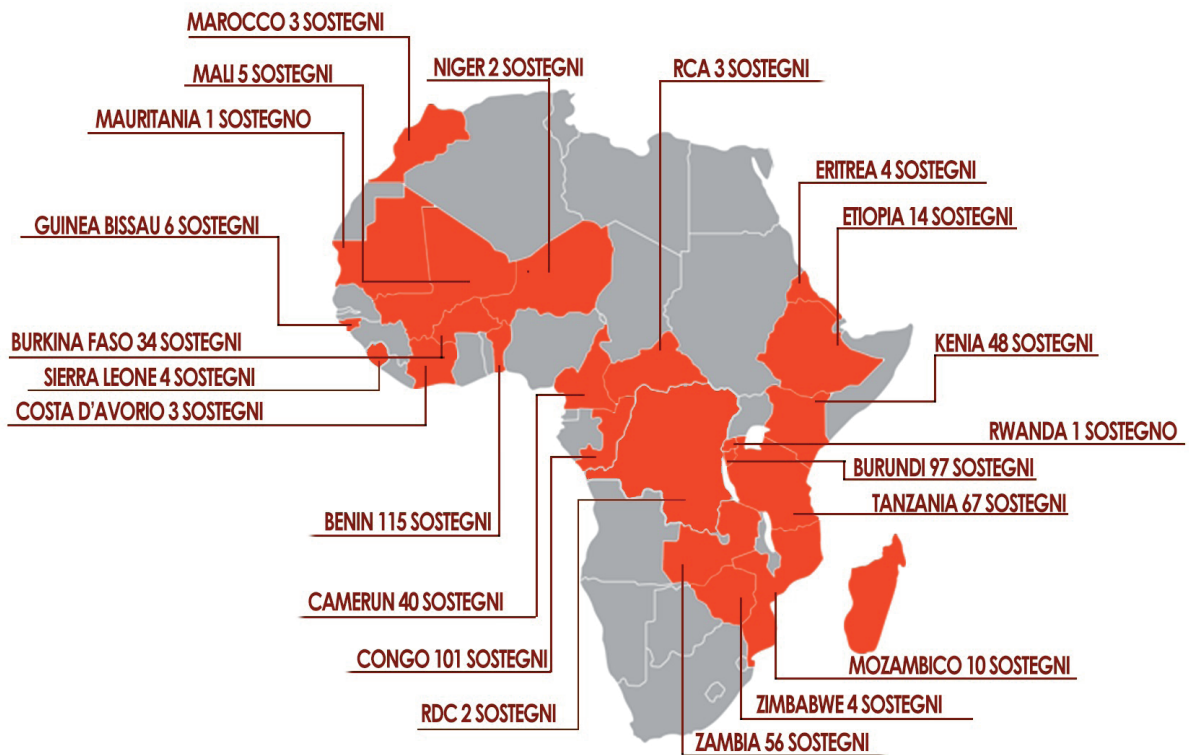 MAROCCO 3 SOSTEGNI
MALI 5 SOSTEGNI
NIGER 2 SOSTEGNI
RCA 3 SOSTEGNI
MAURITANIA 1 SOSTEGNO
ERITREA 4 SOSTEGNI
GUINEA BISSAU 6 SOSTEGNI
ETIOPIA 14 SOSTEGNI
BURKINA FASO 34 SOSTEGNI
KENIA 48 SOSTEGNI
SIERRA LEONE 4 SOSTEGNI
COSTA D'AVORIO 3 SOSTEGNI
RWANDA 1 SOSTEGNO
BURUNDI 97 SOSTEGNI
TANZANIA 67 SOSTEGNI
BENIN 115 SOSTEGNI
CAMERUN 40 SOSTEGNI
CONGO 101 SOSTEGNI
MOZAMBICO 10 SOSTEGNI
RDC 2 SOSTEGNI
ZIMBABWE 4 SOSTEGNI
ZAMBIA 56 SOSTEGNI